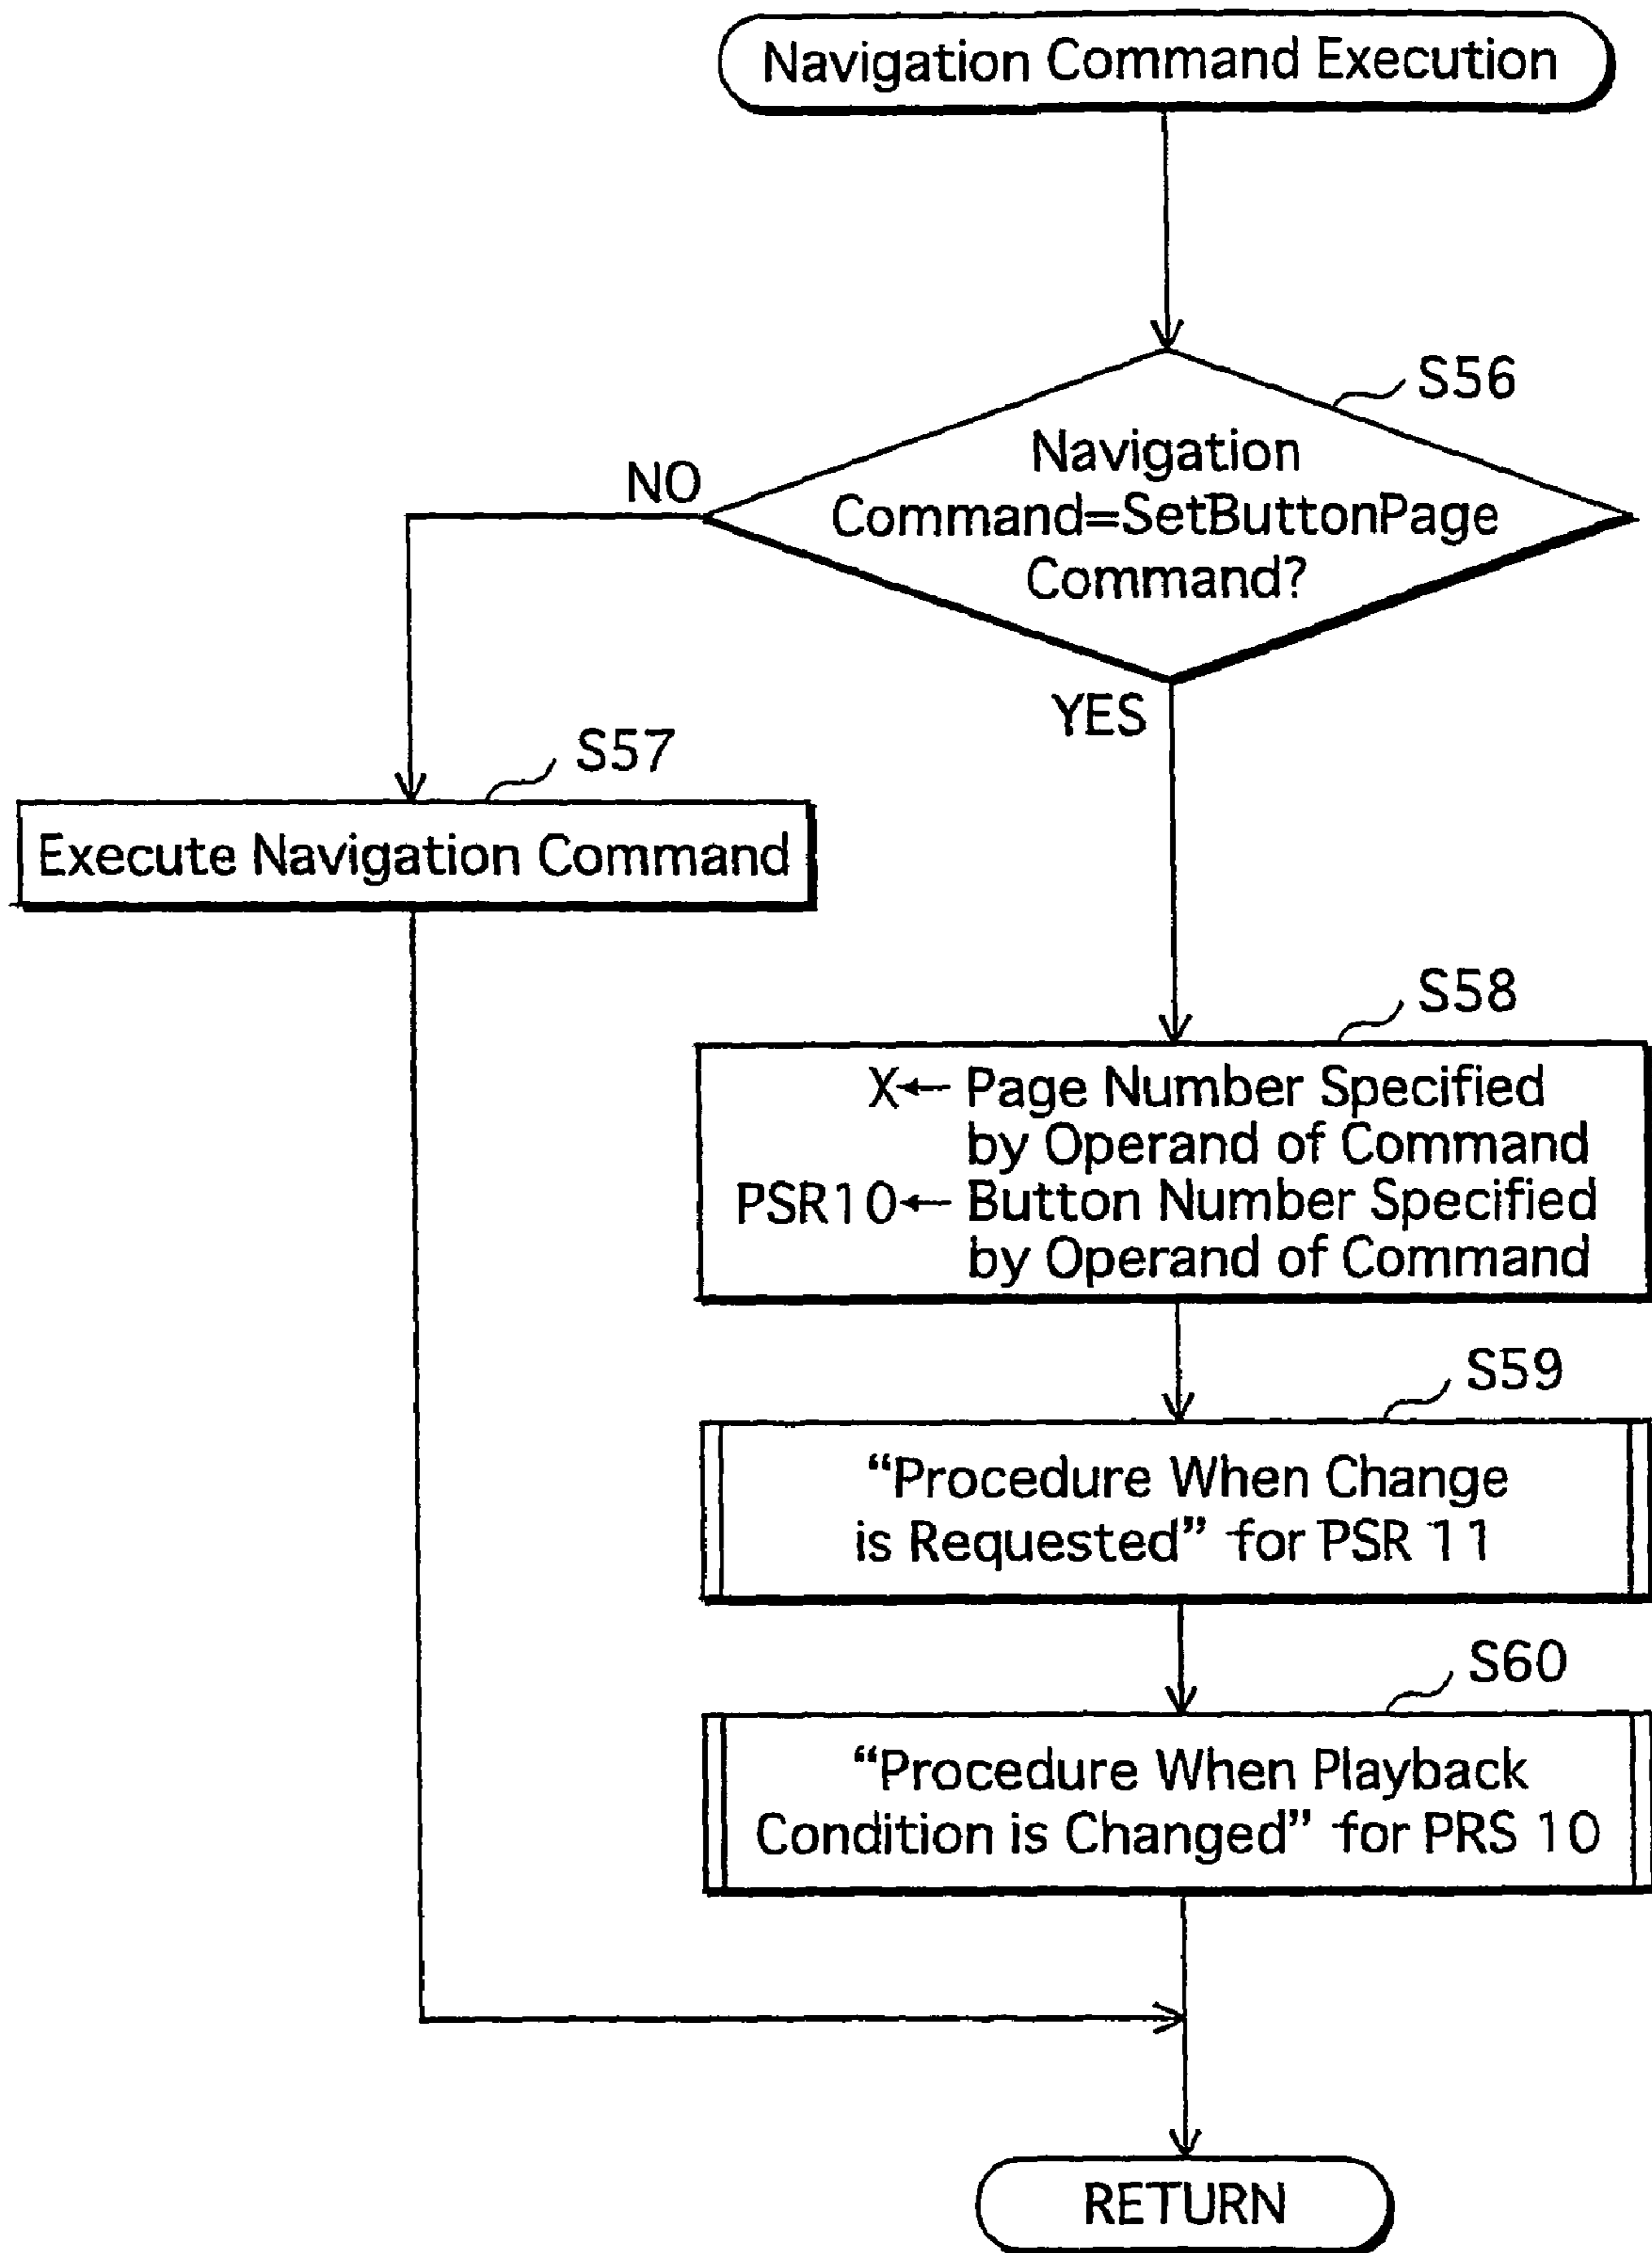 Navigation Command Execution
S56
Navigation
Command=SetButtonPage
Command?
NO
YES
S57
Execute Navigation Command
S58
X← Page Number Specified
by Operand of Command
PSR10← Button Number Specified
by Operand of Command
S59
“Procedure When Change
is Requested” for PSR 11
S60
“Procedure When Playback
Condition is Changed” for PRS 10
RETURN